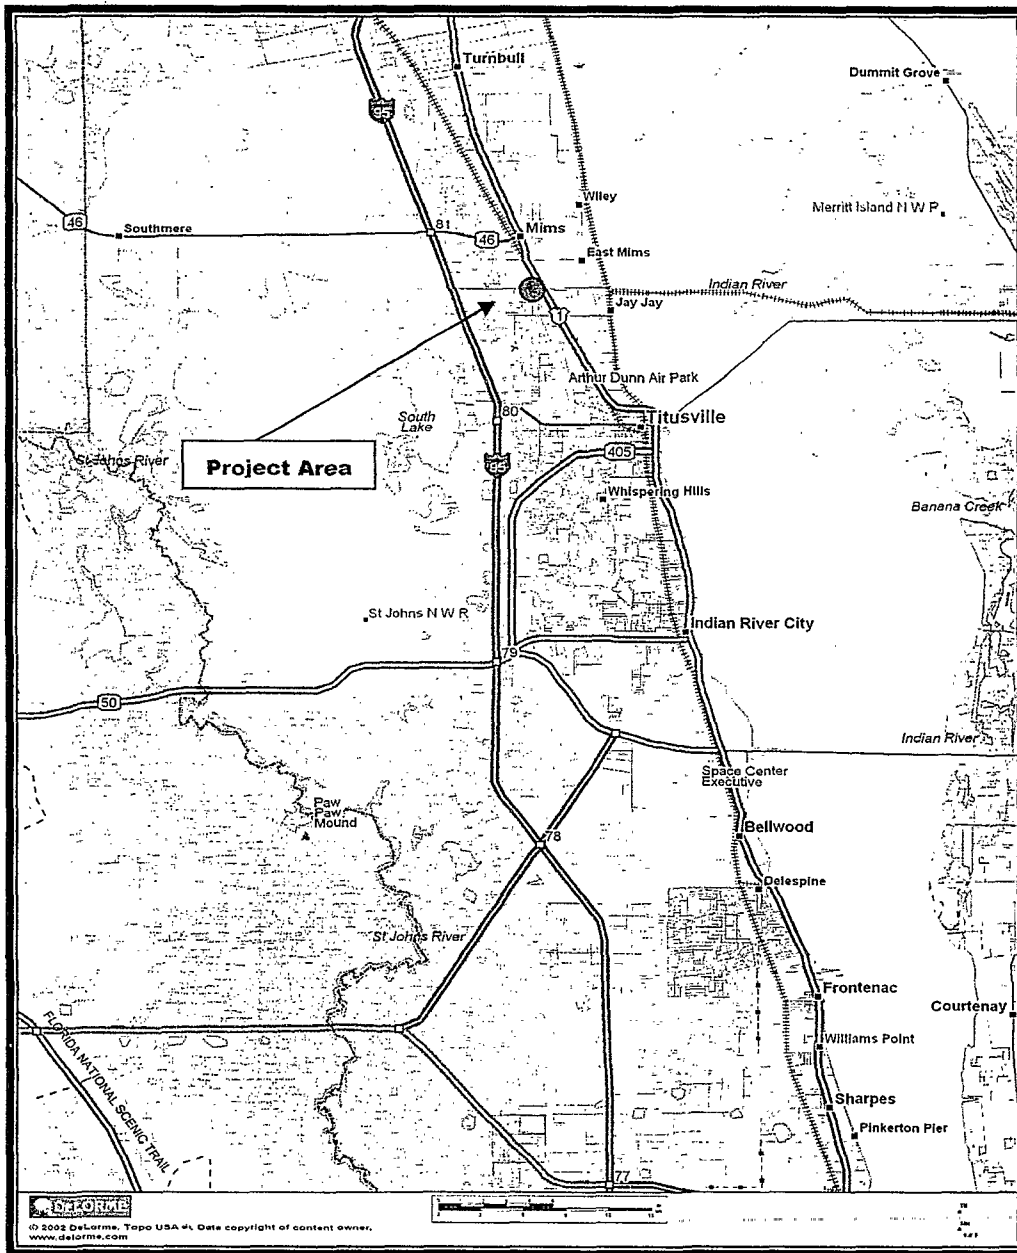 Turnbull
Dummit Grove
95
Wiley
Merritt Island N W R
46
Southmere
81
46
Mims
East Mims
Indian River
Jay Jay
1
Arthur Dunn Air Park
80
South
Lake
Titusville
Project Area
St Johns River
95
405
Whispering Hills
Banana Creek
St Johns N W R
Indian River City
79
50
Indian River
Space Center
Executive
Paw
Paw
Mound
78
Bellwood
Delespine
St Johns River
Frontenac
Courtenay
FLORIDA NATIONAL SCENIC TRAIL
Williams Point
Sharpes
Pinkerton Pier
77
DELORME
© 2002 DeLorme. Topo USA ®. Data copyright of content owner.
www.delorme.com